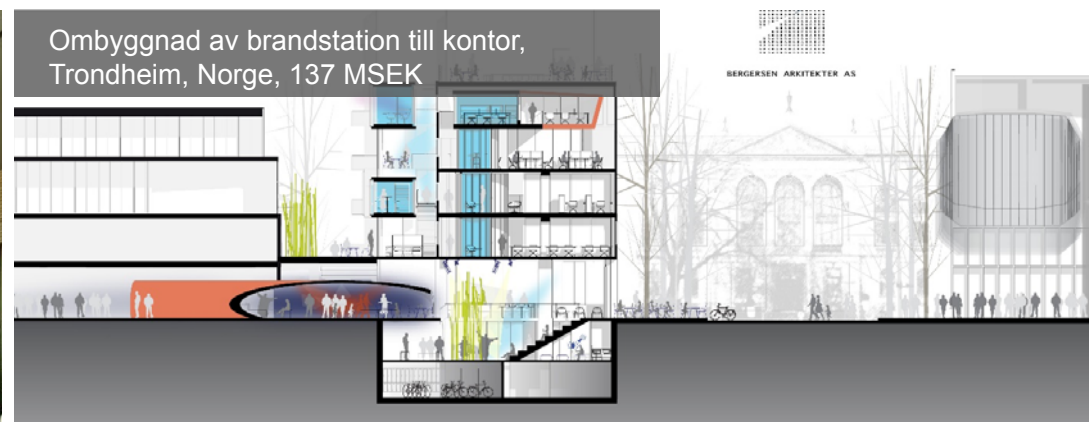 Ombyggnad av brandstation till kontor,
Trondheim, Norge, 137 MSEK
BERGERSEN ARKITEKTER AS